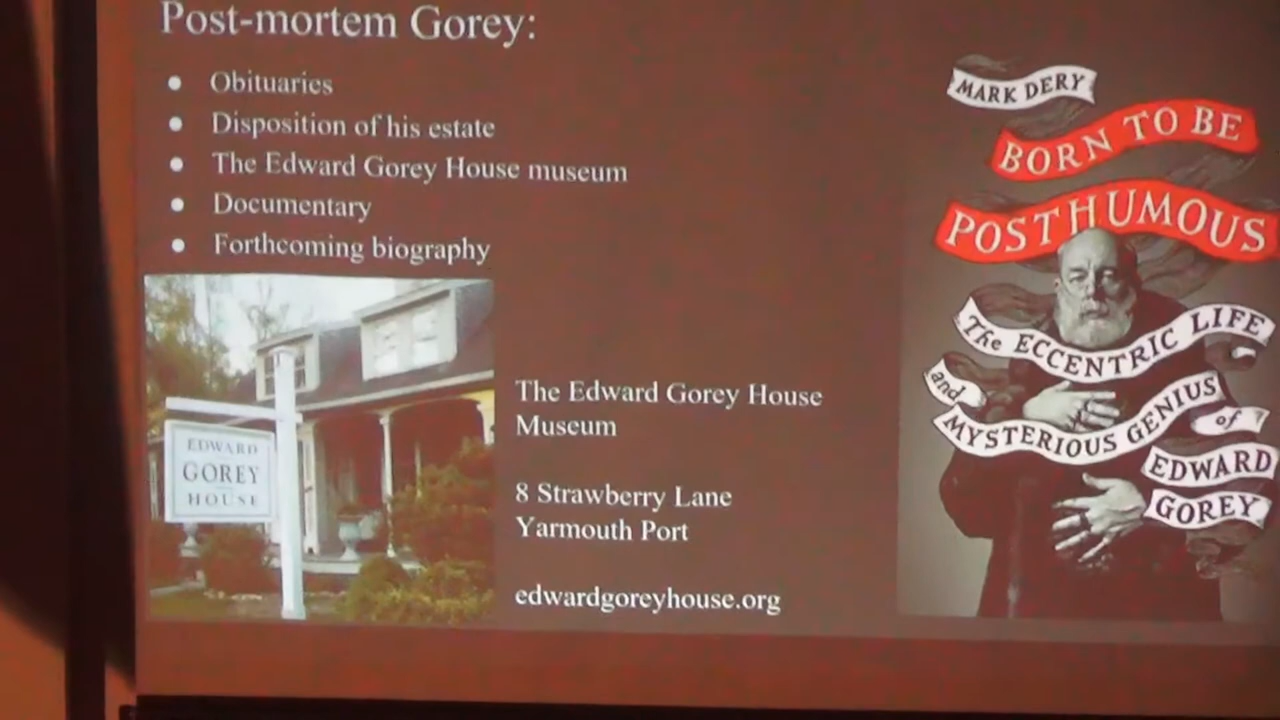 Post-mortem Gorey:
● Obituaries
● Disposition of his estate
● The Edward Gorey House museum
● Documentary
● Forthcoming biography
EDWARD
GOREY
HOUSE
The Edward Gorey House
Museum
8 Strawberry Lane
Yarmouth Port
edwardgoreyhouse.org
MARK DERY
BORN TO BE
POSTHUMOUS
The ECCENTRIC LIFE
and
MYSTERIOUS GENIUS
of
EDWARD
GOREY